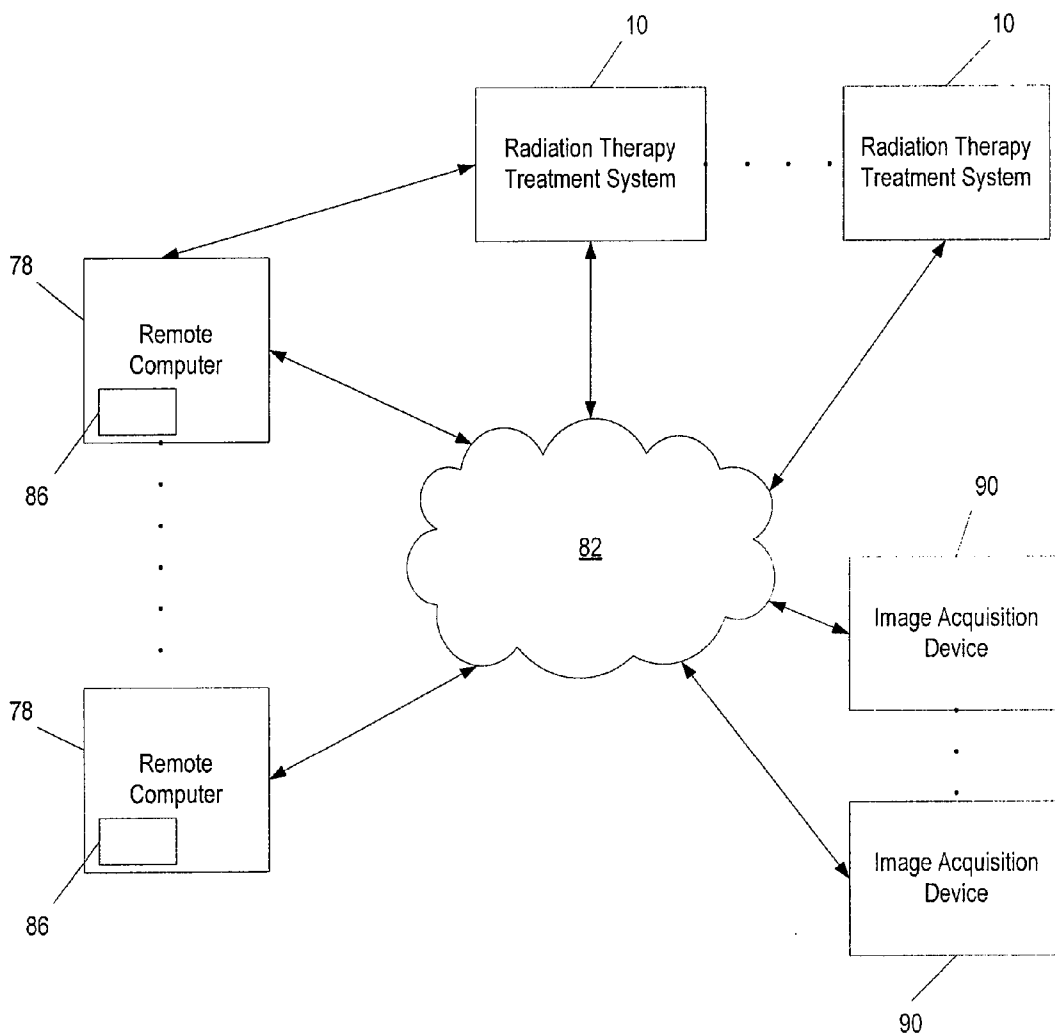 10
10
Radiation Therapy
Treatment System
Radiation Therapy
Treatment System
78
Remote
Computer
86
82
90
Image Acquisition
Device
78
Remote
Computer
86
Image Acquisition
Device
90